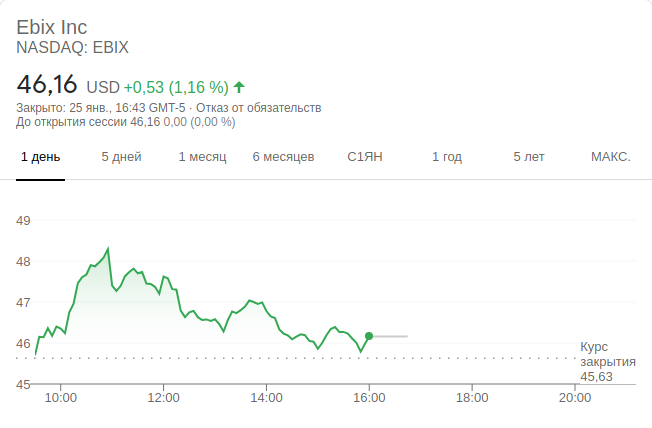 Ebix Inc
NASDAQ: EBIX
46,16 USD +0,53 (1,16 %)
Закрыто: 25 янв., 16:43 GMT-5 · Отказ от обязательств
До открытия сессии 46,16 0,00 (0,00 %)
1 день 5 дней 1 месяц 6 месяцев С1ЯН 1 год 5 лет МАКС.
49
48
47
46
Курс
закрытия
45,63
45
10:00 12:00 14:00 16:00 18:00 20:00